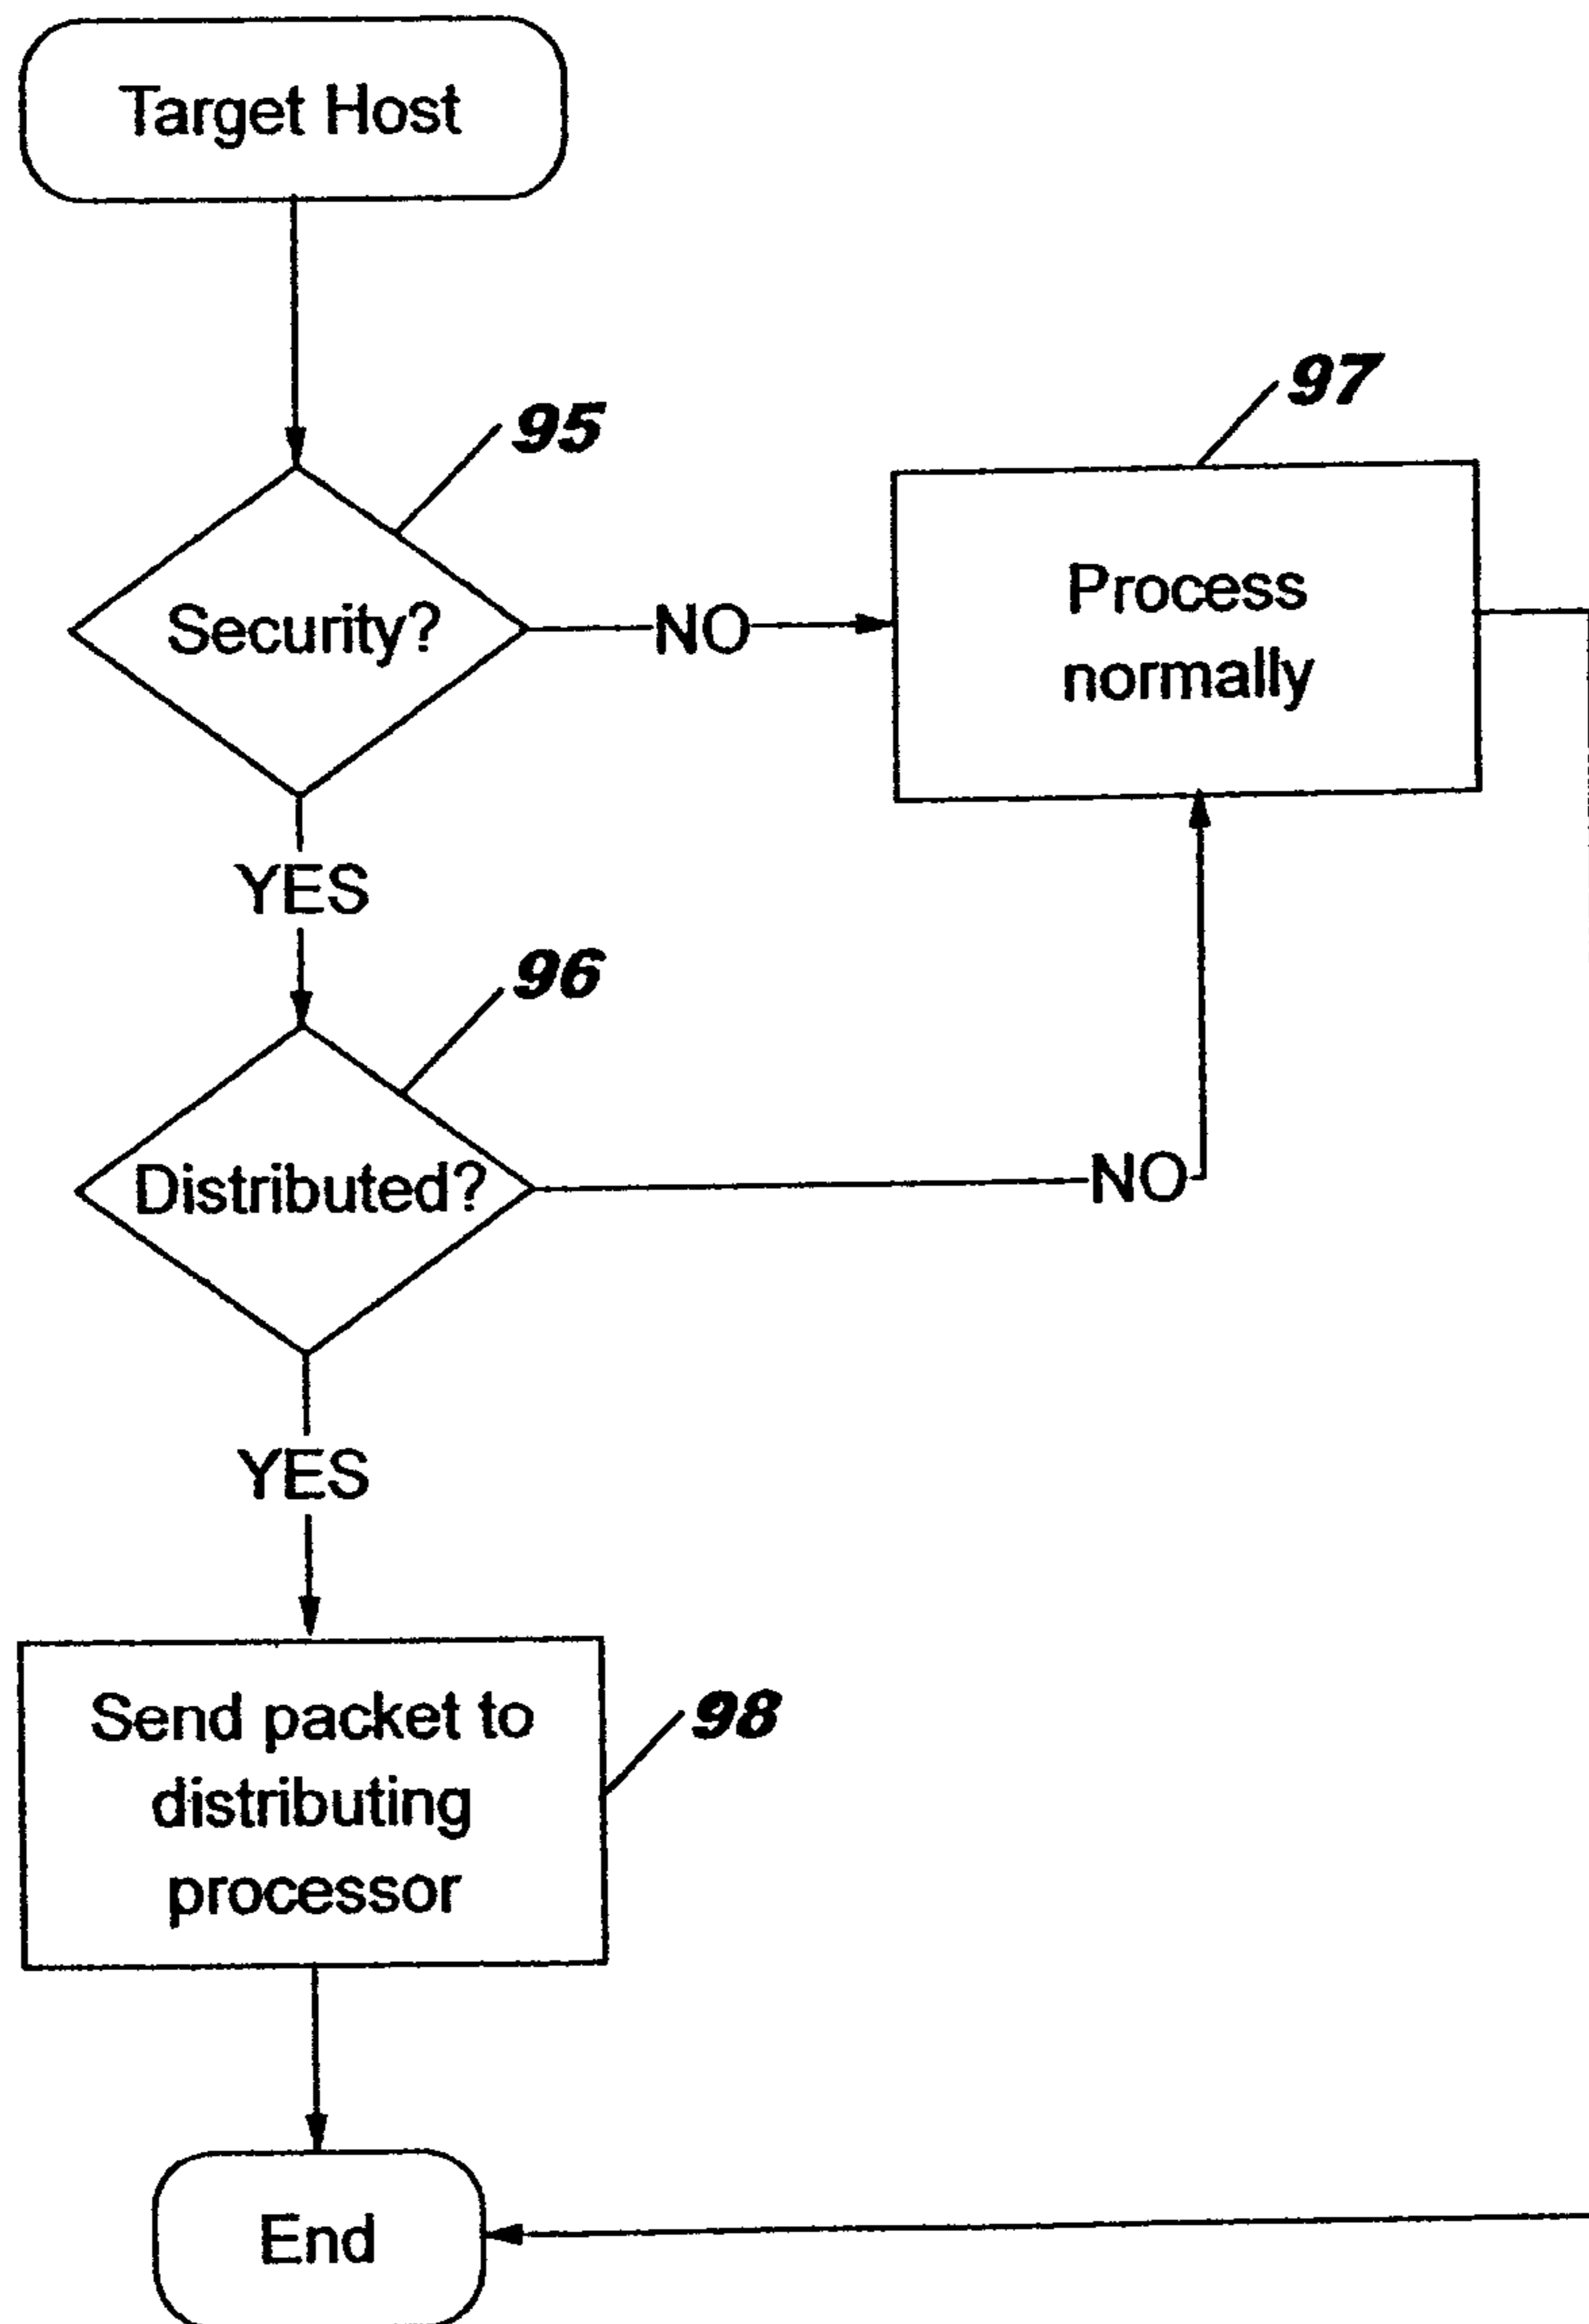 Target Host
95
97
Security?
NO
Process
normally
YES
96
Distributed?
NO
YES
Send packet to
distributing
processor
98
End